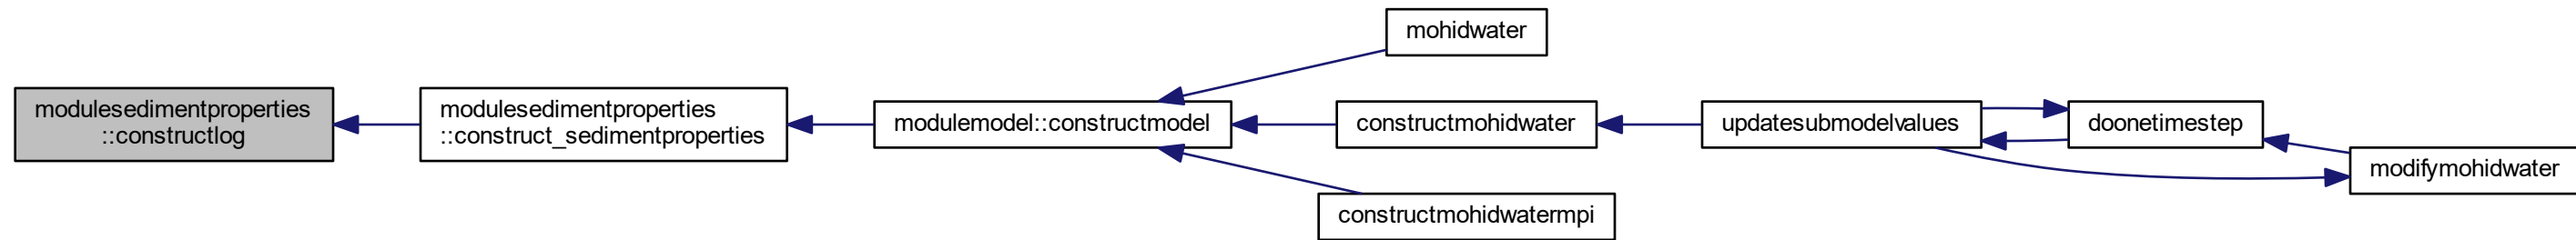 modulesedimentproperties
::constructlog
modulesedimentproperties
::construct_sedimentproperties
modulemodel::constructmodel
mohidwater
constructmohidwater
constructmohidwatermpi
updatesubmodelvalues
doonetimestep
modifymohidwater